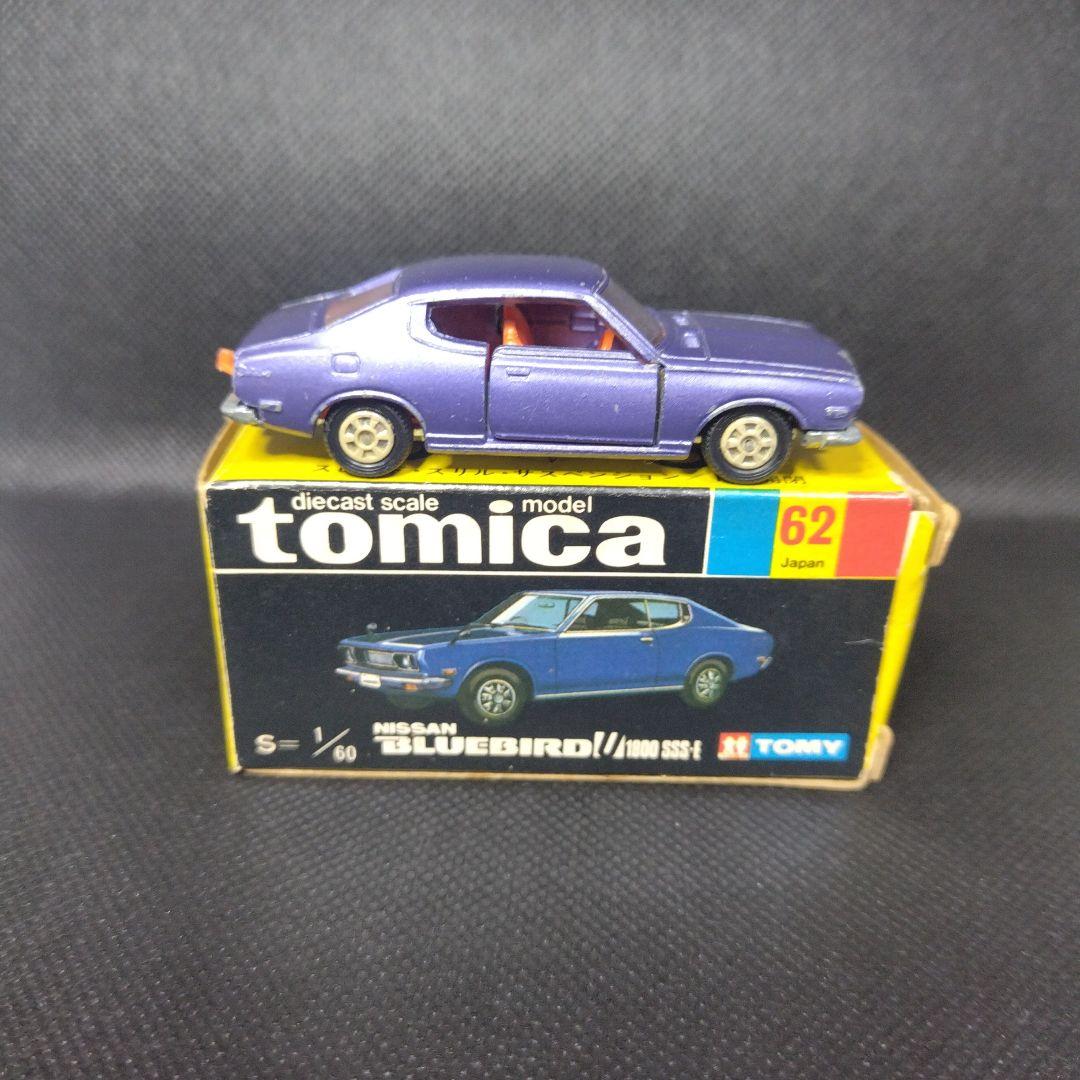 diecast scale model
tomica
62
Japan
S= 1/60
NISSAN
BLUEBIRD U 1800 SSS·E
TOMY